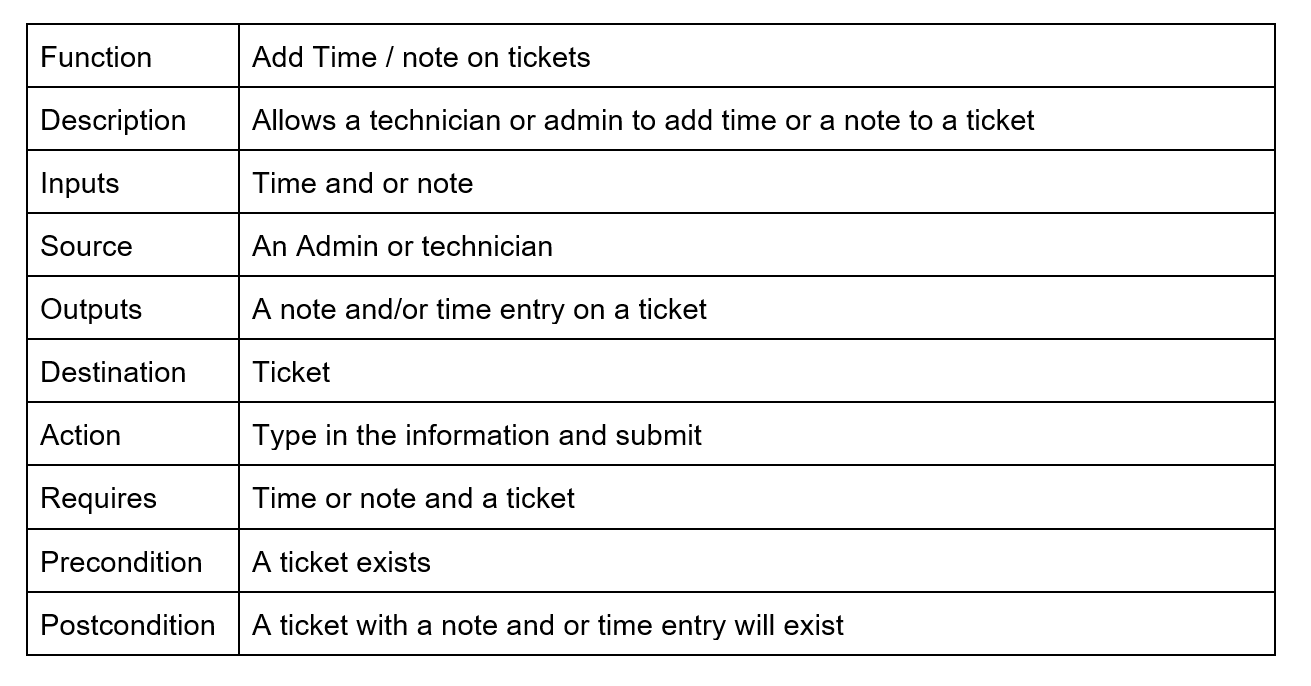 Function Add Time / note on tickets
Description Allows a technician or admin to add time or a note to a ticket
Inputs Time and or note
Source An Admin or technician
Outputs A note and/or time entry on a ticket
Destination Ticket
Action Type in the information and submit
Requires Time or note and a ticket
Precondition A ticket exists
Postcondition A ticket with a note and or time entry will exist